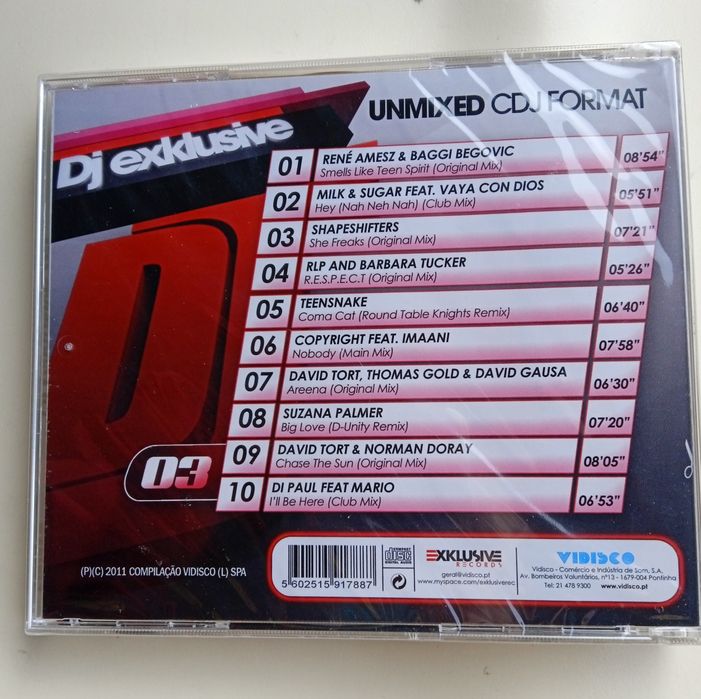 UNMIXED CDJ FORMAT
Dj exklusive
01 RENÉ AMESZ & BAGGI BEGOVIC 08'54"
Smells Like Teen Spirit (Original Mix)
02 MILK & SUGAR FEAT. VAYA CON DIOS 05'51"
Hey (Nah Neh Nah) (Club Mix)
03 SHAPESHIFTERS 07'21"
She Freaks (Original Mix)
04 RLP AND BARBARA TUCKER 05'26"
R.E.S.P.E.C.T (Original Mix)
05 TEENSNAKE 06'40"
Coma Cat (Round Table Knights Remix)
06 COPYRIGHT FEAT. IMAANI 07'58"
Nobody (Main Mix)
07 DAVID TORT, THOMAS GOLD & DAVID GAUSA 06'30"
Areena (Original Mix)
08 SUZANA PALMER 07'20"
Big Love (D-Unity Remix)
09 DAVID TORT & NORMAN DORAY 08'05"
Chase The Sun (Original Mix)
10 DI PAUL FEAT MARIO 06'53"
I'll Be Here (Club Mix)
D
03
(P)(C) 2011 COMPILAÇÃO VIDISCO (L) SPA
5 602515 917887
COMPACT
disc
DIGITAL AUDIO
EXKLUSIVE
RECORDS
geral@vidisco.pt
www.myspace.com/exklusiverec
VIDISCO
Vidisco - Comércio e Indústria de Som, S.A.
Av. Bombeiros Voluntários, nº13 - 1679-004 Pontinha
Tel: 21 478 9300 www.vidisco.pt